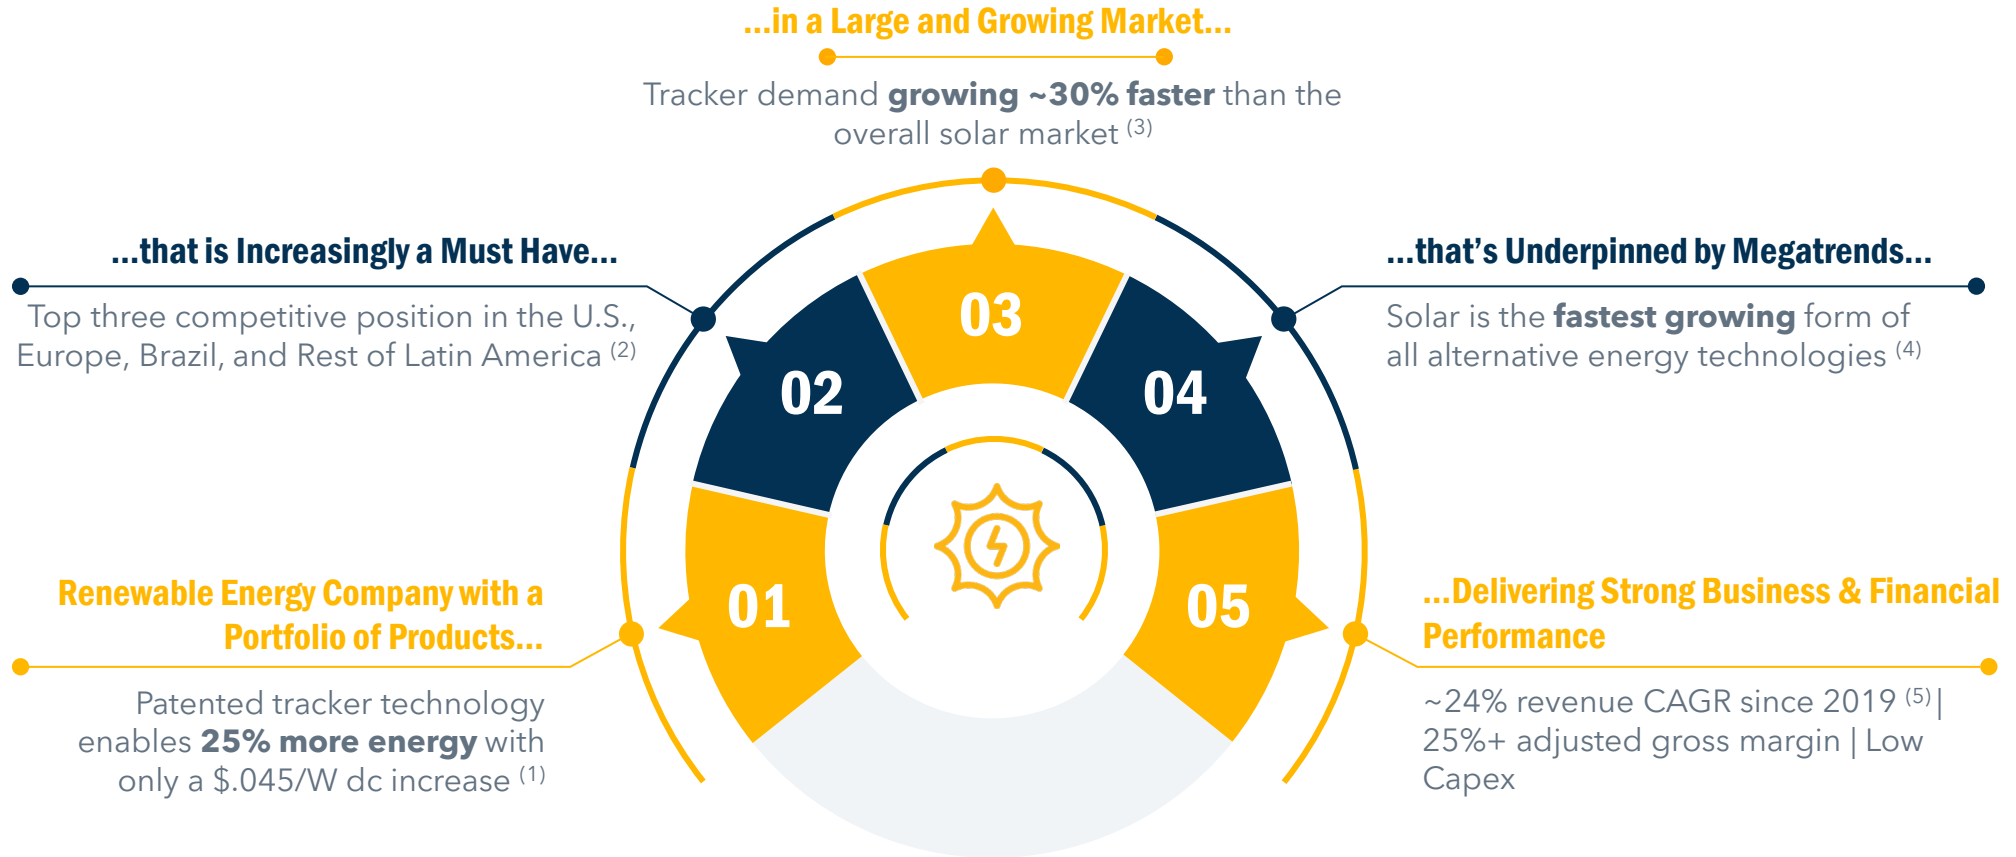 ...in a Large and Growing Market...
Tracker demand growing ~30% faster than the
overall solar market (3)
...that is Increasingly a Must Have...
Top three competitive position in the U.S.,
Europe, Brazil, and Rest of Latin America (2)
...that's Underpinned by Megatrends...
Solar is the fastest growing form of
all alternative energy technologies (4)
03
02
04
01
05
Renewable Energy Company with a
Portfolio of Products...
Patented tracker technology
enables 25% more energy with
only a $.045/W dc increase (1)
...Delivering Strong Business & Financial
Performance
~24% revenue CAGR since 2019 (5) |
25%+ adjusted gross margin | Low
Capex